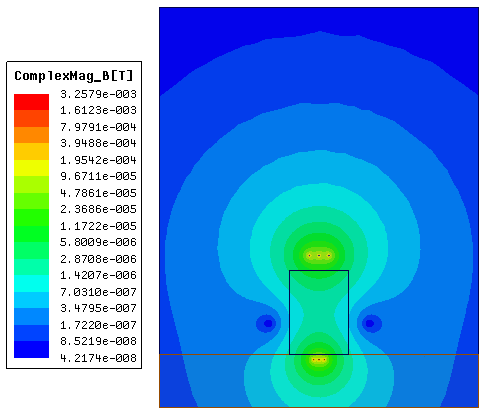 ComplexMag_B[T]
3.2579e-003
1.6123e-003
7.9791e-004
3.9488e-004
1.9542e-004
9.6711e-005
4.7861e-005
2.3686e-005
1.1722e-005
5.8009e-006
2.8708e-006
1.4207e-006
7.0310e-007
3.4795e-007
1.7220e-007
8.5219e-008
4.2174e-008